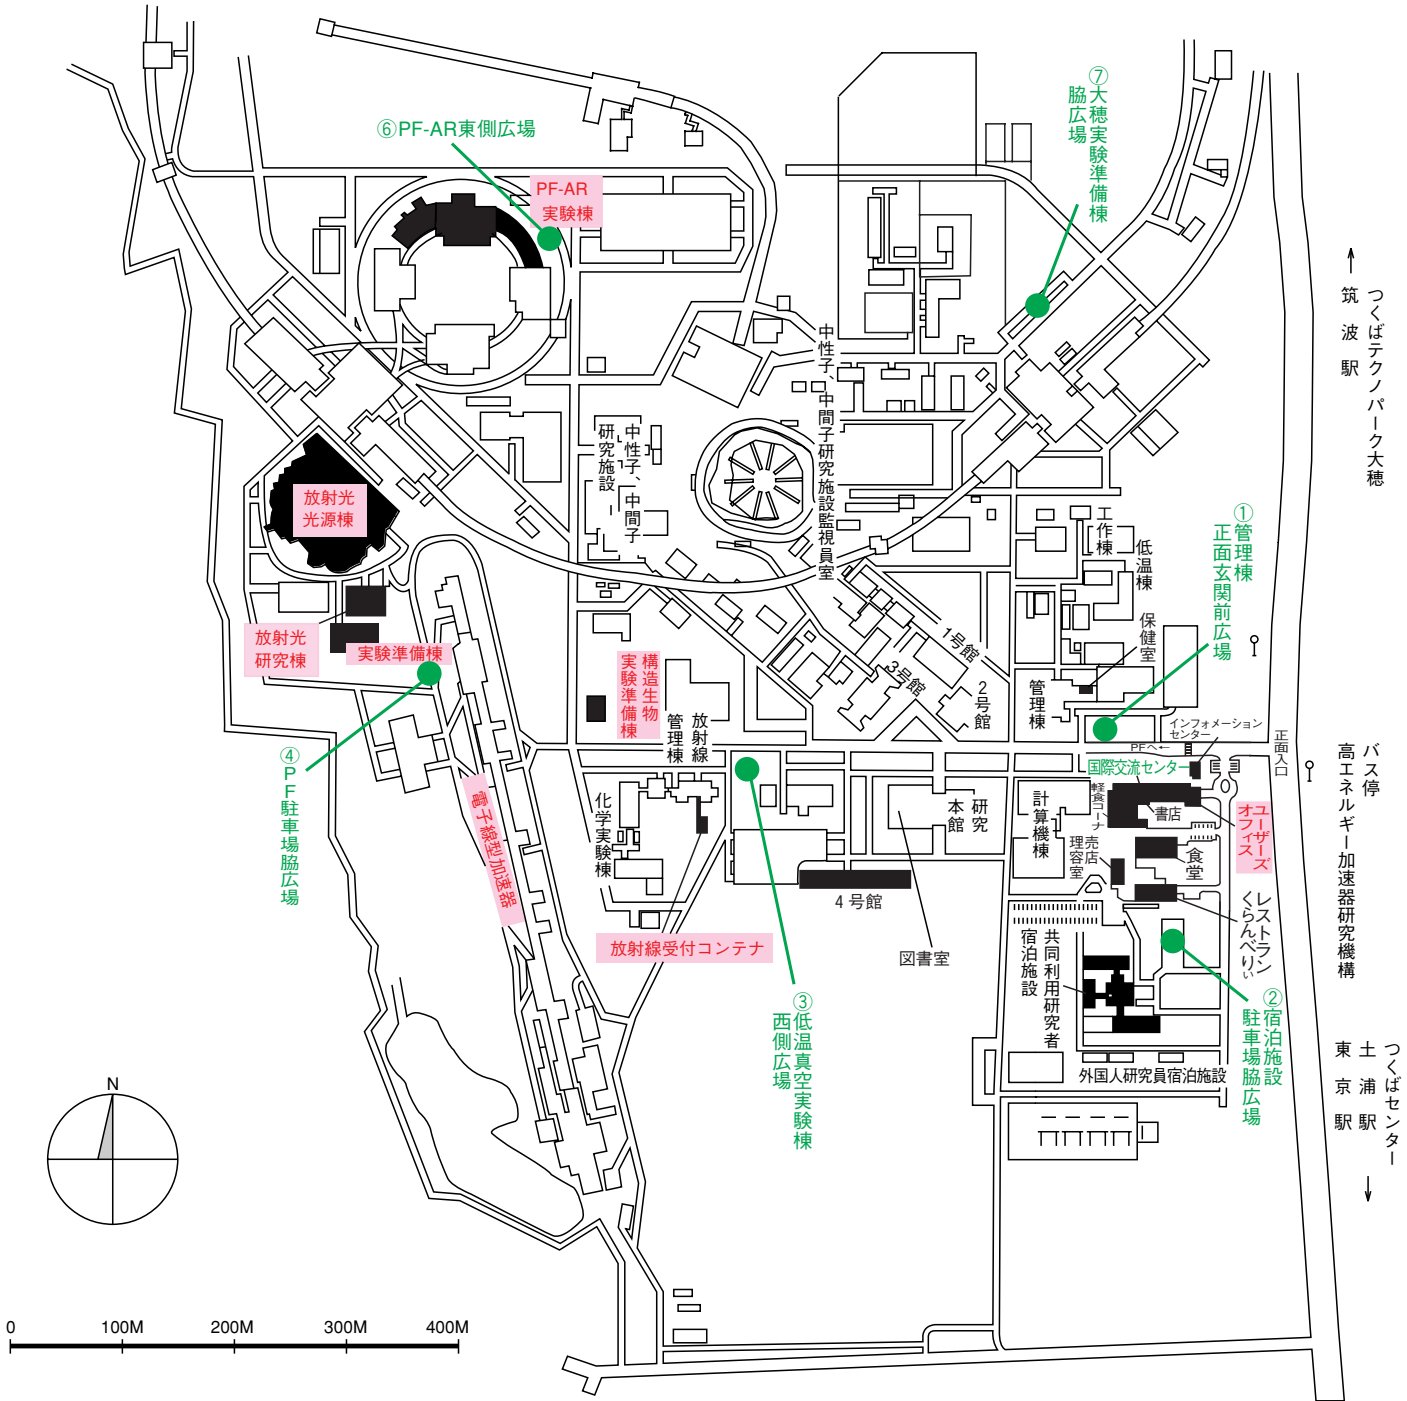 ⑥PF-AR東側広場
PF-AR
実験棟
⑦大穂実験準備棟
脇広場
つくばテクノパーク大穂
筑波駅
中性子、中間子研究施設監視員室
中性子、中間子
研究施設
放射光
光源棟
①管理棟
正面玄関前広場
工作棟
低温棟
保健室
1号館
3号館
2号館
管理棟
放射光
研究棟
実験準備棟
構造生物
実験準備棟
放射線
管理棟
インフォメーション
センター
PFへ←
正面入口
国際交流センター
バス停
高エネルギー加速器研究機構
④PF駐車場脇広場
電子線型加速器
化学実験棟
研究
本館
計算機棟
軽食コーナ
書店
ユーザーズ
オフィス
売店
理容室
食堂
4号館
レストラン
くらんべりぃ
放射線受付コンテナ
図書室
共同利用研究者
宿泊施設
③低温真空実験棟
西側広場
②宿泊施設
駐車場脇広場
外国人研究員宿泊施設
つくばセンター
土浦駅
東京駅
N
0 100M 200M 300M 400M